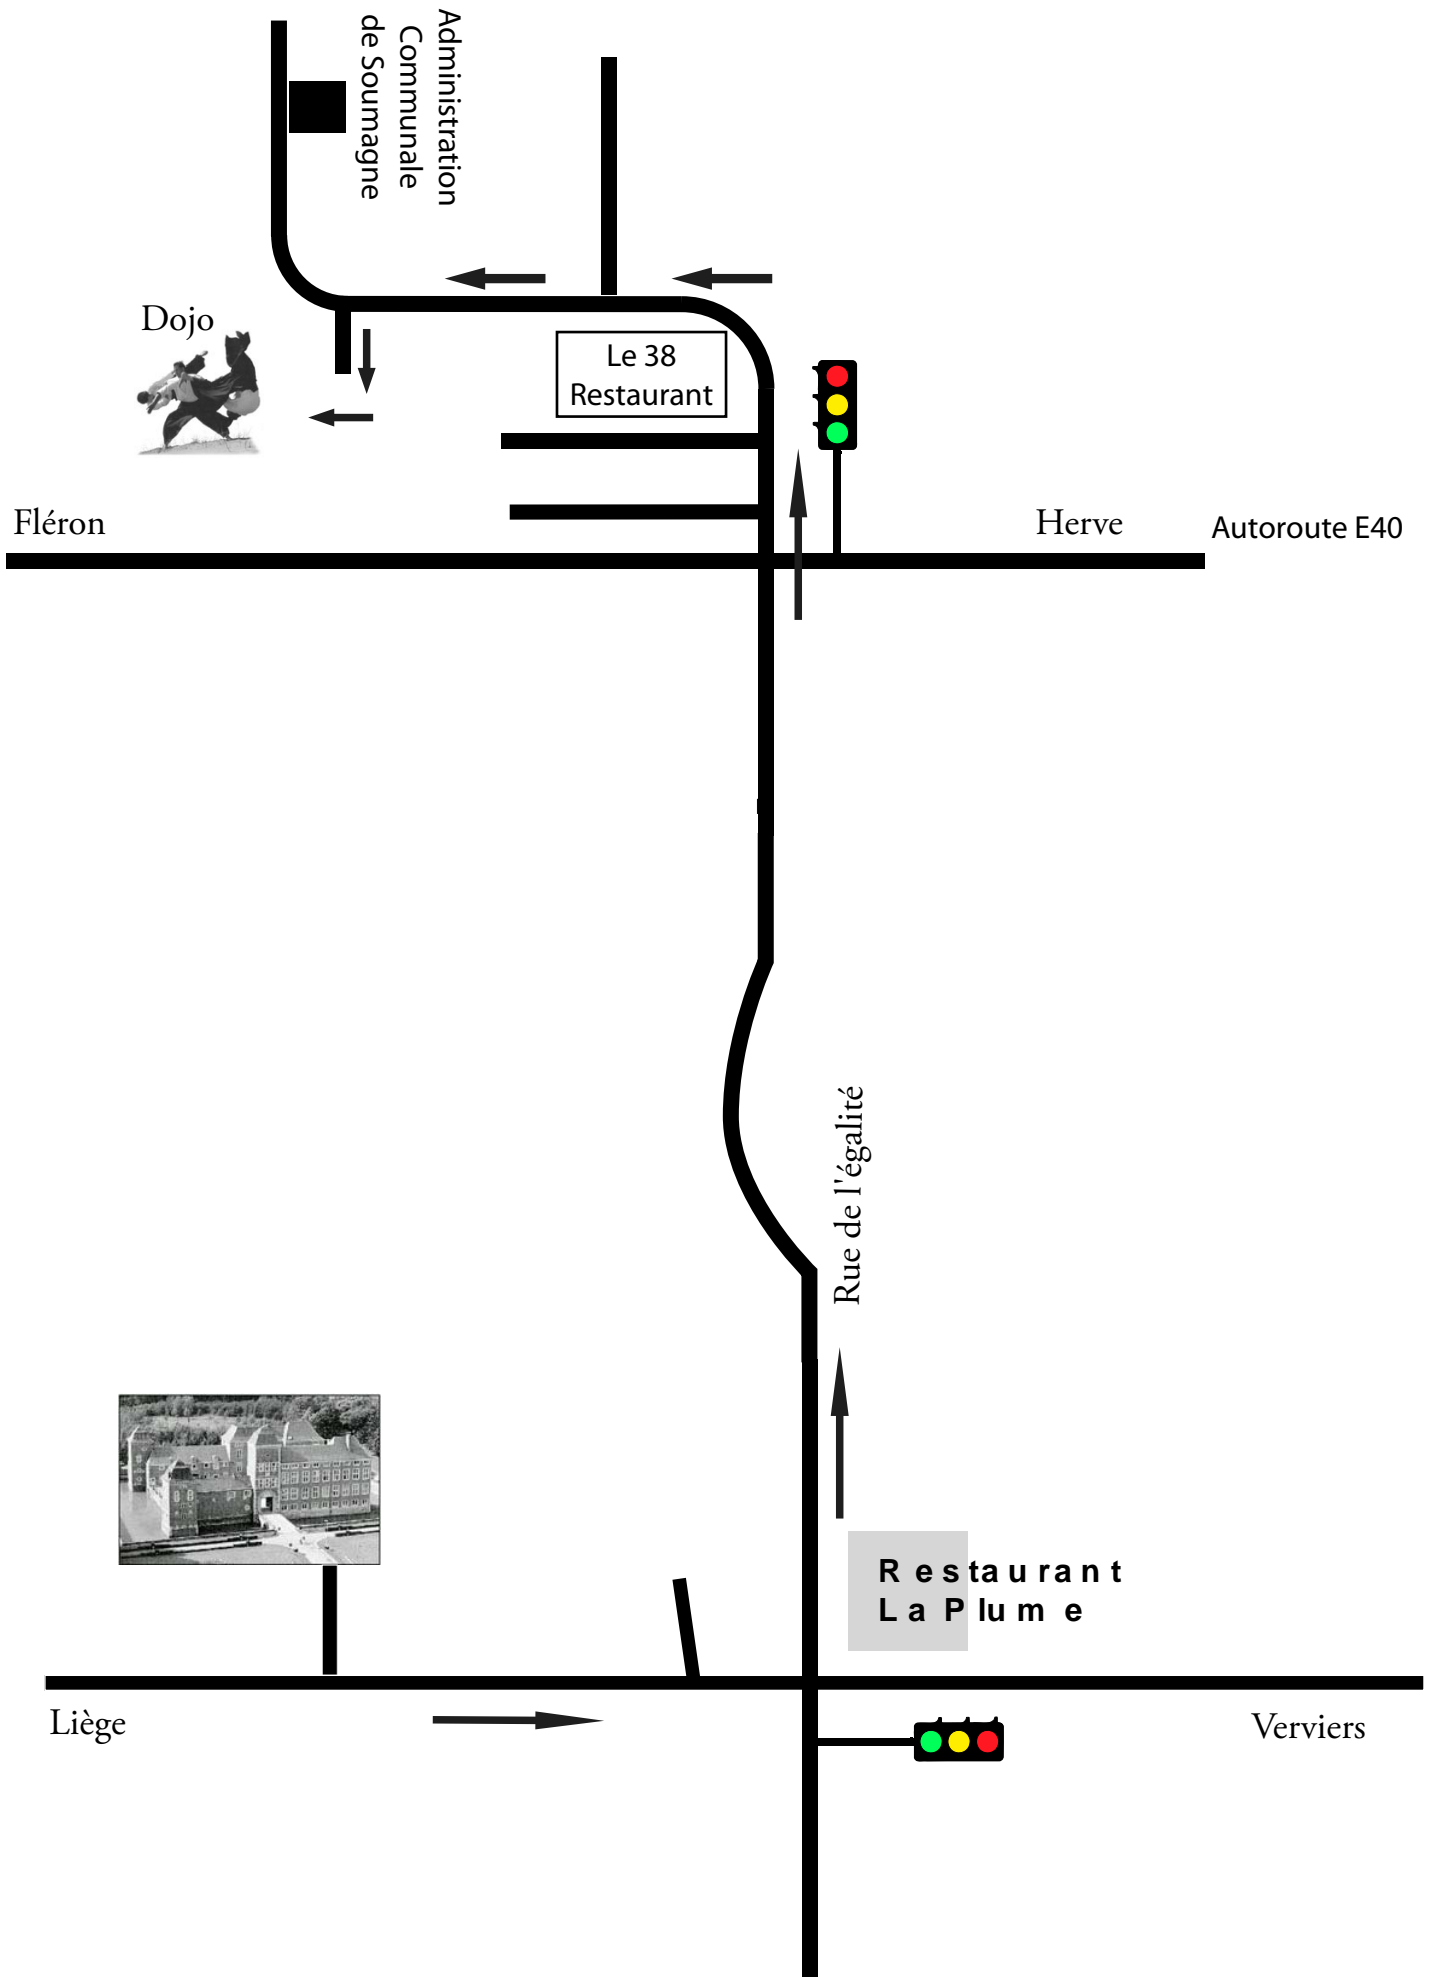 Administration
Communale
de Soumagne
Dojo
Le 38
Restaurant
Fléron
Herve
Autoroute E40
Rue de l'égalité
Restaurant
La Plume
Liège
Verviers